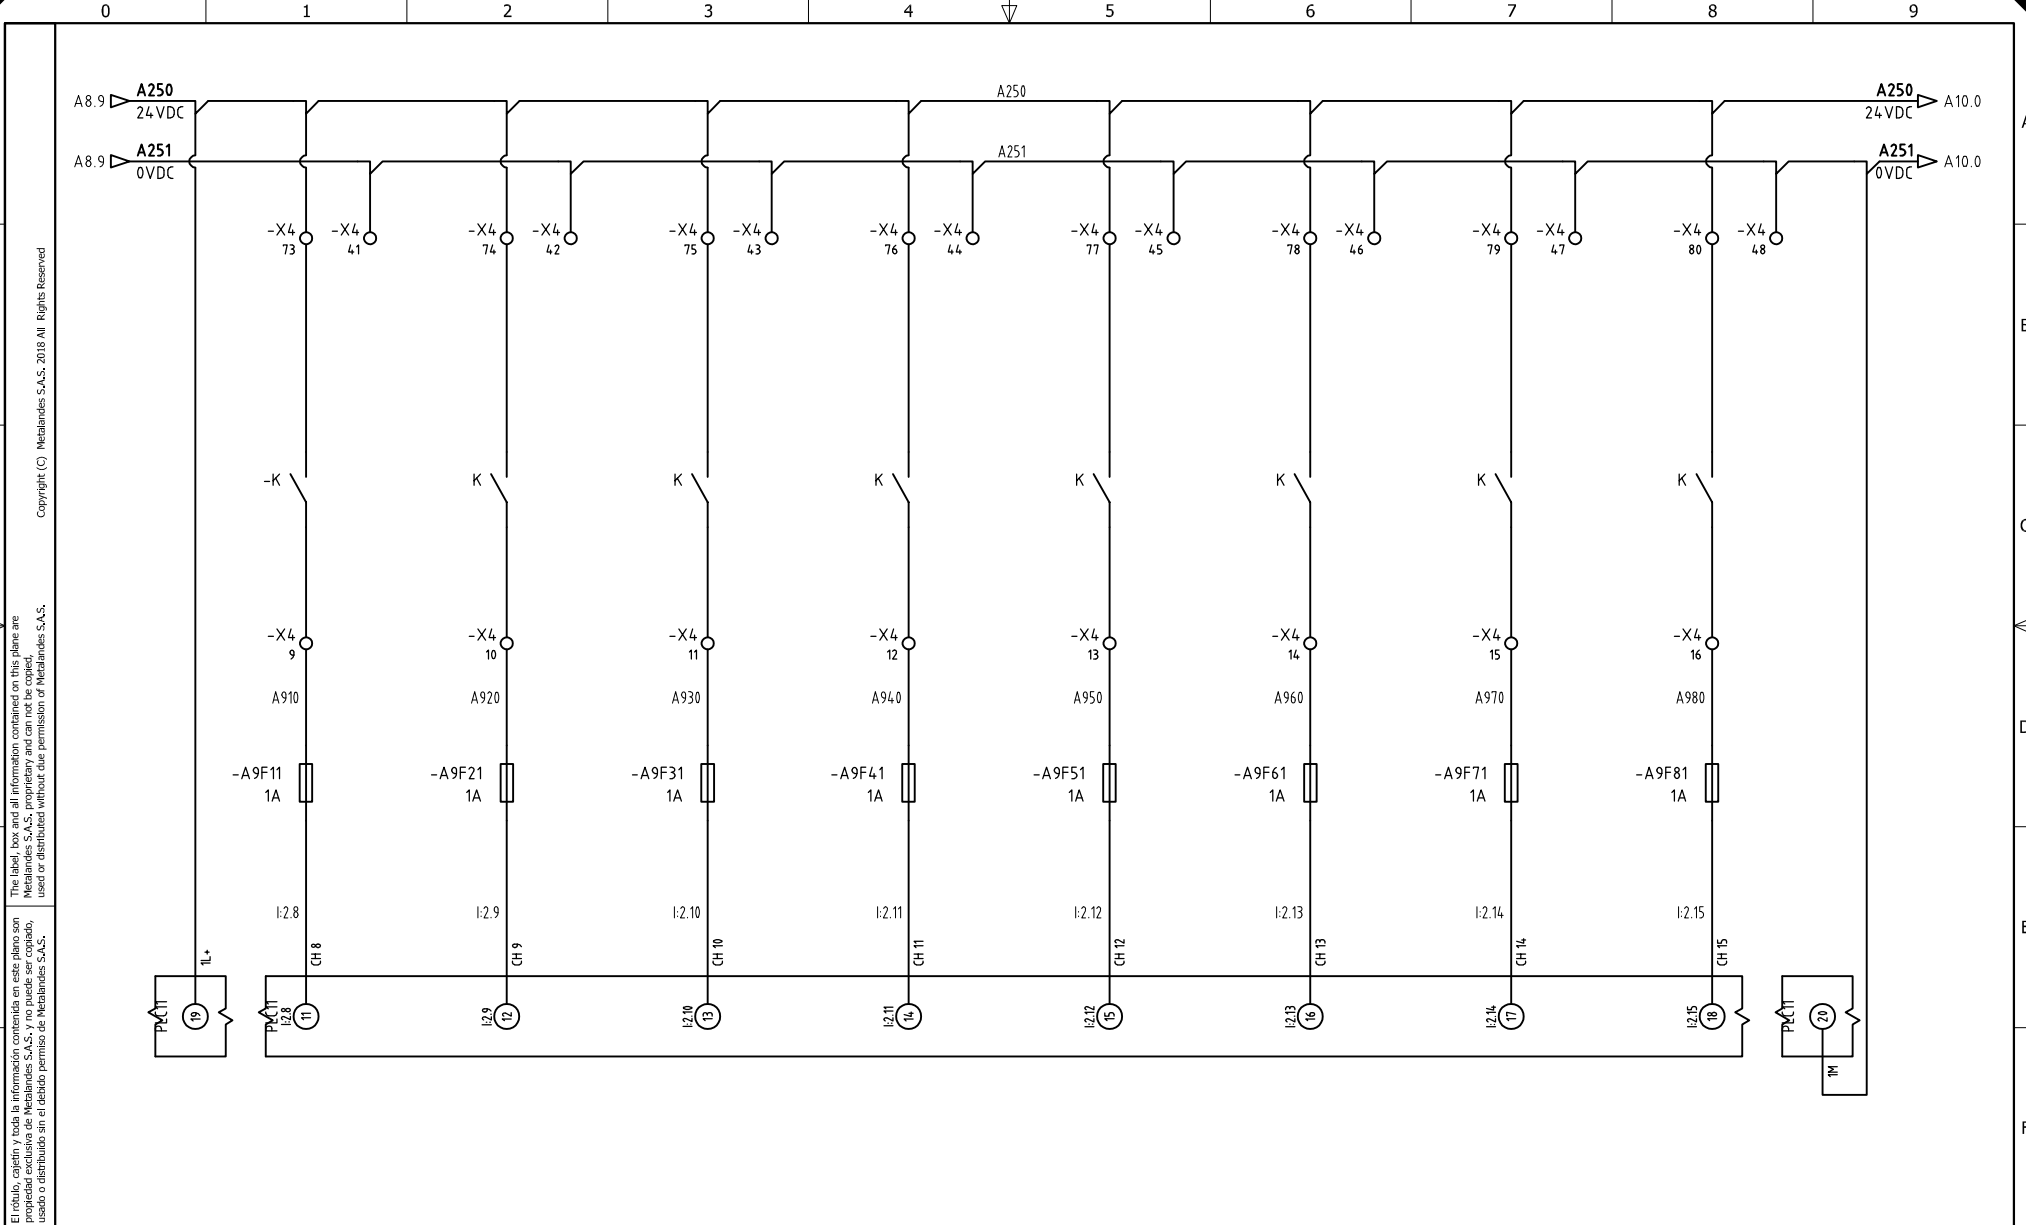 0 1 2 3 4 5 6 7 8 9
A250 A250 A250
A8.9 A10.0
24VDC 24VDC
A251 A251 A251
A8.9 A10.0
0VDC 0VDC
-X4 -X4 -X4 -X4 -X4 -X4 -X4 -X4 -X4 -X4 -X4 -X4 -X4 -X4 -X4 -X4
73 41 74 42 75 43 76 44 77 45 78 46 79 47 80 48
-K K K K K K K K
-X4 -X4 -X4 -X4 -X4 -X4 -X4 -X4
9 10 11 12 13 14 15 16
A910 A920 A930 A940 A950 A960 A970 A980
-A9F11 -A9F21 -A9F31 -A9F41 -A9F51 -A9F61 -A9F71 -A9F81
1A 1A 1A 1A 1A 1A 1A 1A
I:2.8 I:2.9 I:2.10 I:2.11 I:2.12 I:2.13 I:2.14 I:2.15
1L+ CH 8 CH 9 CH 10 CH 11 CH 12 CH 13 CH 14 CH 15
I:2.8 I:2.9 I:2.10 I:2.11 I:2.12 I:2.13 I:2.14 I:2.15
19 11 12 13 14 15 16 17 18 20
1M
Copyright (C) Metalandes S.A.S. 2018 All Rights Reserved
The label, box and all information contained on this plane are
Metalandes S.A.S. proprietary and can not be copied,
used or distributed without due permission of Metalandes S.A.S.
El rótulo, cajetín y toda la información contenida en este plano son
propiedad exclusiva de Metalandes S.A.S. y no puede ser copiado,
usado o distribuido sin el debido permiso de Metalandes S.A.S.